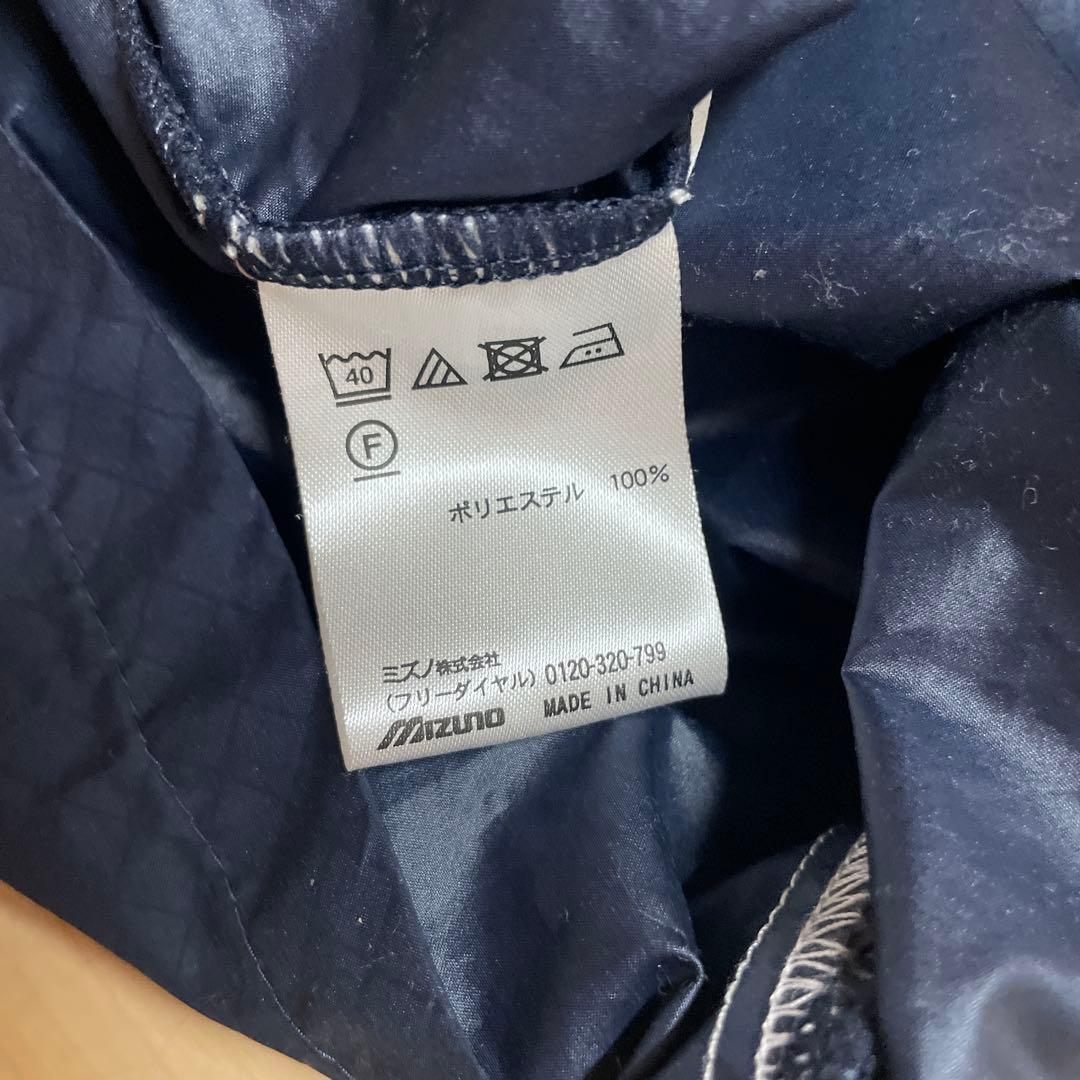 40
F
ポリエステル 100%
ミズノ株式会社
(フリーダイヤル) 0120-320-799
MIZUNO MADE IN CHINA